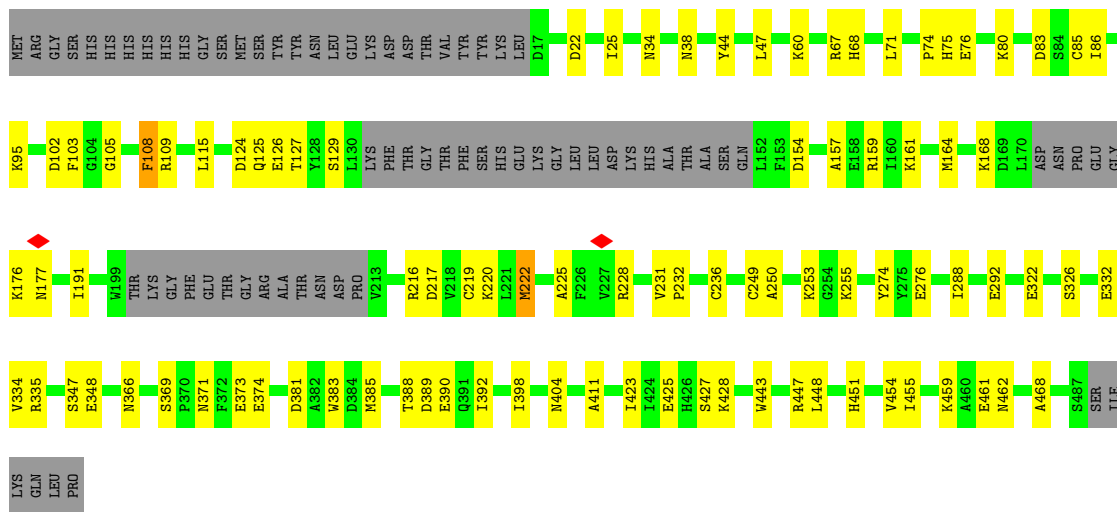 MET ARG GLY SER HIS HIS HIS HIS HIS HIS GLY SER MET SER TYR TYR ASN LEU GLU LYS ASP ASP THR VAL TYR TYR LYS LEU D17 D22 I25 N34 N38 Y44 L47 K60 R67 H68 L71 P74 H75 E76 K80 D83 S84 C85 I86
K95 D102 F103 G104 G105 F108 R109 L115 D124 Q125 E126 T127 Y128 S129 L130 LYS PHE THR GLY THR PHE SER HIS GLU LYS GLY LEU LEU ASP LYS HIS ALA THR ALA SER GLN L152 F153 D154 A157 E158 R159 I160 K161 M164 K168 D169 L170 ASP ASN PRO GLU GLY
K176 N177 I191 W199 THR LYS GLY PHE GLU THR GLY ARG ALA THR ASN ASP PRO V213 R216 D217 V218 C219 K220 L221 M222 A225 F226 V227 R228 V231 P232 C236 C249 A250 K253 G254 K255 Y274 Y275 E276 I288 E292 E322 S326 E332
V334 R335 S347 E348 N366 S369 P370 N371 F372 E373 E374 D381 A382 W383 D384 M385 T388 D389 E390 Q391 I392 I398 N404 A411 I423 I424 E425 H426 S427 K428 W443 R447 L448 H451 V454 I455 K459 A460 E461 N462 A468 S487 SER ILE
LYS GLN LEU PRO